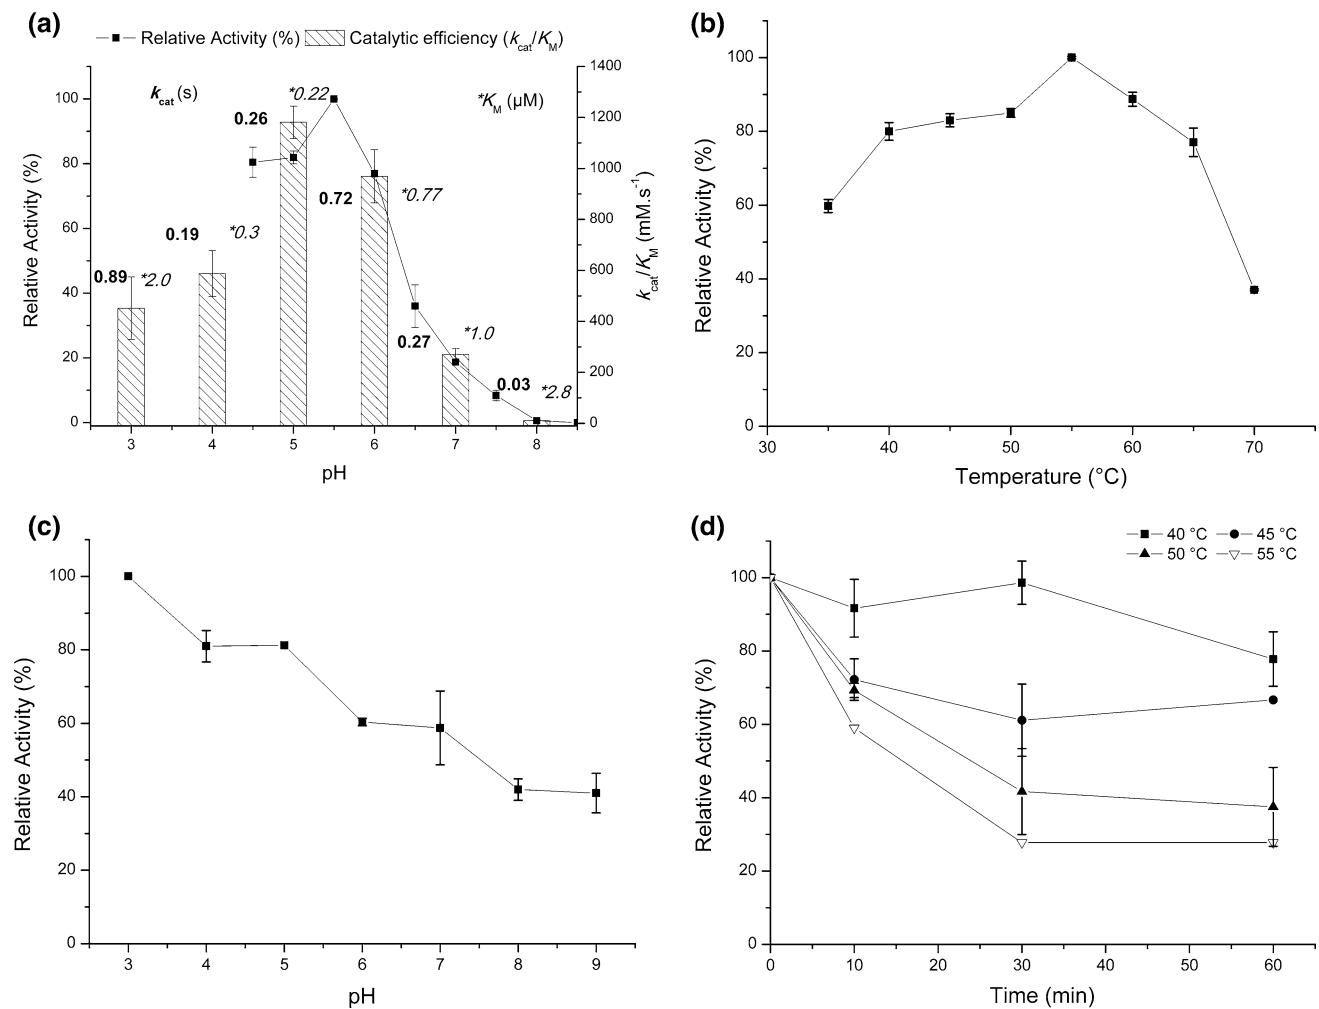 (a)
Relative Activity (%) Catalytic efficiency (kcat/KM)
kcat (s) *KM (µM)
Relative Activity (%)
0 20 40 60 80 100
0.89 *2.0
0.19 *0.3
0.26 *0.22
0.72 *0.77
0.27 *1.0
0.03 *2.8
0 200 400 600 800 1000 1200 1400
kcat/KM (mM.s-1)
3 4 5 6 7 8
pH
(b)
Relative Activity (%)
0 20 40 60 80 100
30 40 50 60 70
Temperature (°C)
(c)
Relative Activity (%)
0 20 40 60 80 100
3 4 5 6 7 8 9
pH
(d)
40 °C 45 °C
50 °C 55 °C
Relative Activity (%)
0 20 40 60 80 100
0 10 20 30 40 50 60
Time (min)